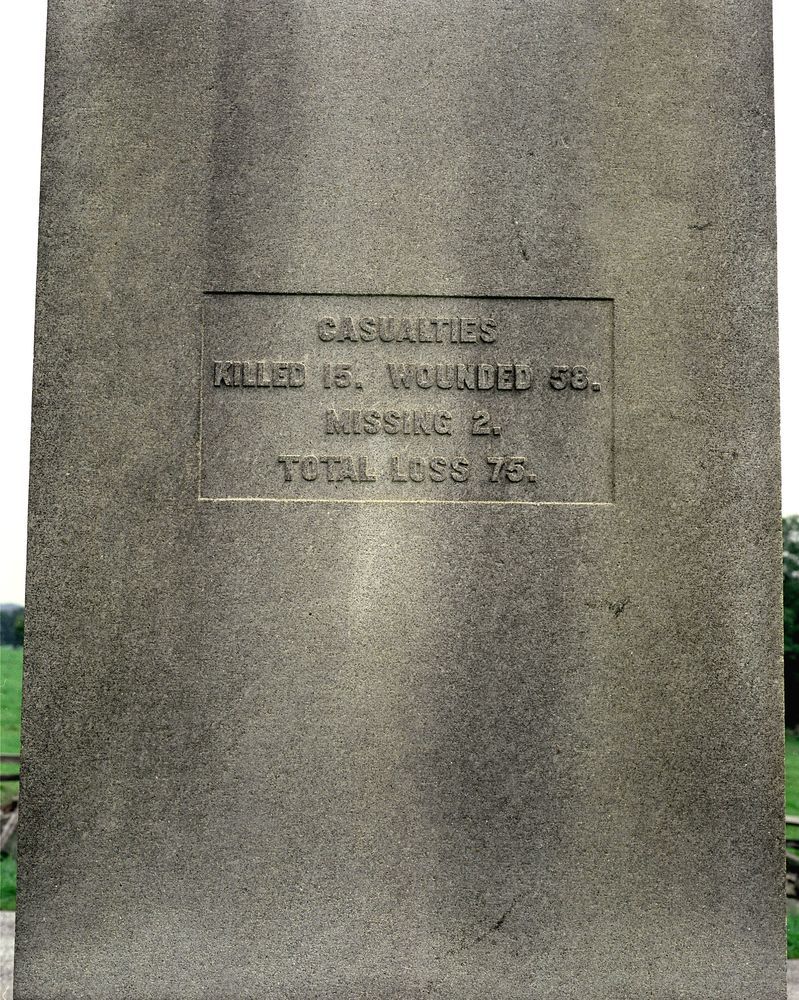 CASUALTIES
KILLED 15. WOUNDED 58.
MISSING 2.
TOTAL LOSS 75.